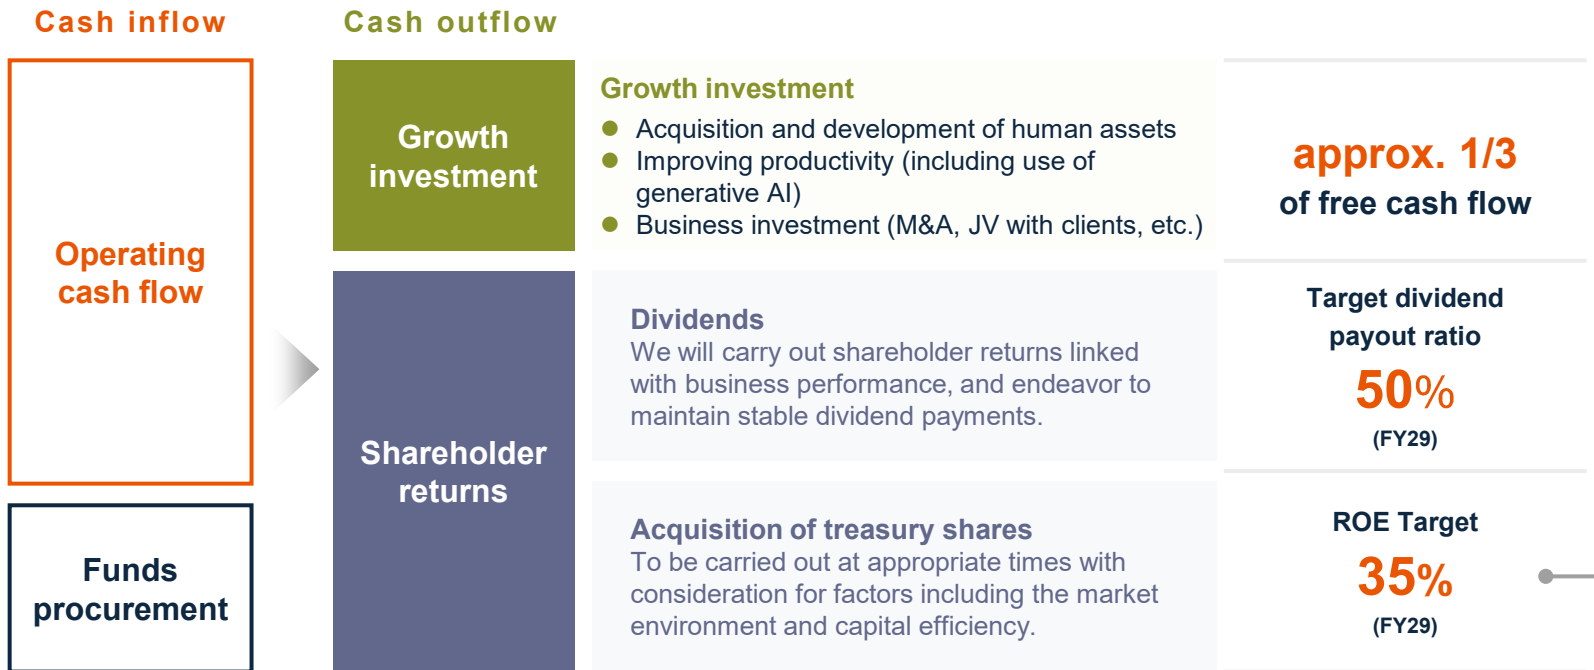 Cash inflow
Cash outflow
Operating
cash flow
Funds
procurement
Growth
investment
Growth investment
● Acquisition and development of human assets
● Improving productivity (including use of
generative AI)
● Business investment (M&A, JV with clients, etc.)
approx. 1/3
of free cash flow
Shareholder
returns
Dividends
We will carry out shareholder returns linked
with business performance, and endeavor to
maintain stable dividend payments.
Target dividend
payout ratio
50%
(FY29)
Acquisition of treasury shares
To be carried out at appropriate times with
consideration for factors including the market
environment and capital efficiency.
ROE Target
35%
(FY29)